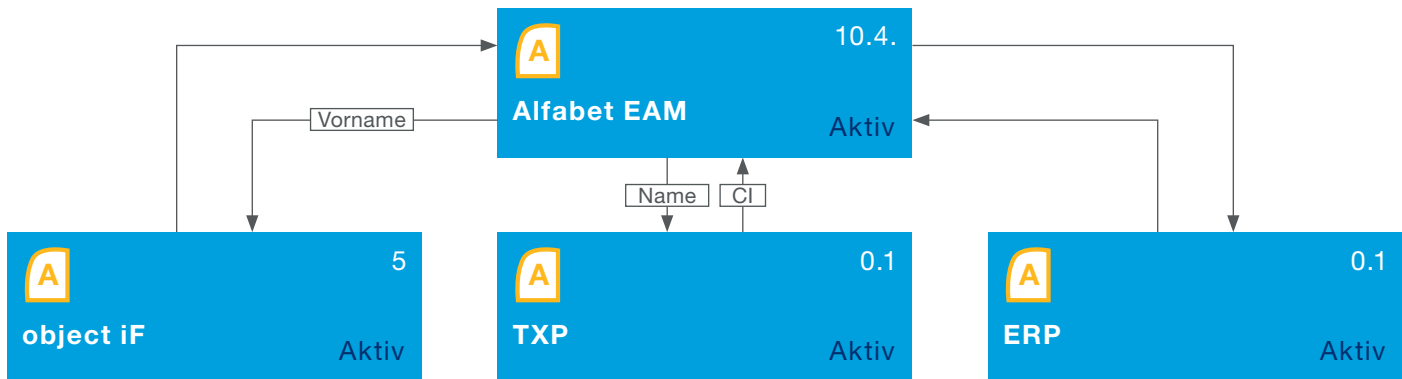 A
10.4.
Alfabet EAM
Aktiv
Vorname
Name
CI
A
5
object iF
Aktiv
A
0.1
TXP
Aktiv
A
0.1
ERP
Aktiv